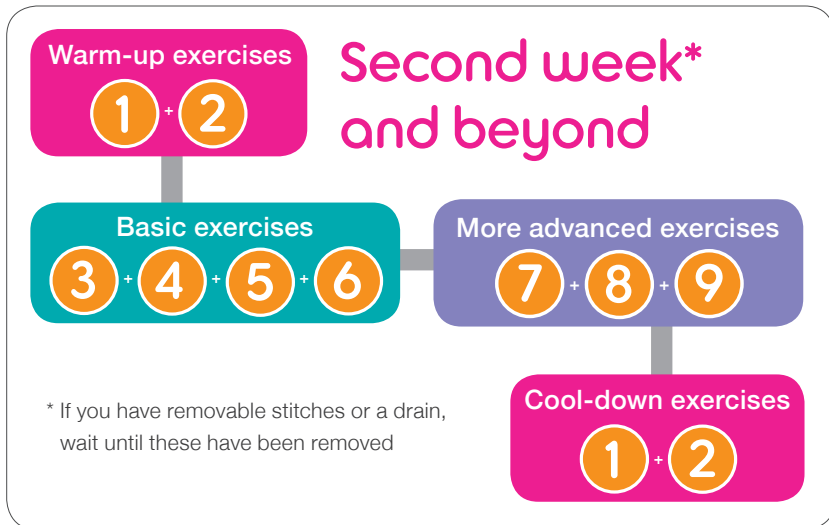 Second week*
and beyond
Warm-up exercises
1 + 2
Basic exercises
3 + 4 + 5 + 6
More advanced exercises
7 + 8 + 9
Cool-down exercises
1 + 2
* If you have removable stitches or a drain,
wait until these have been removed